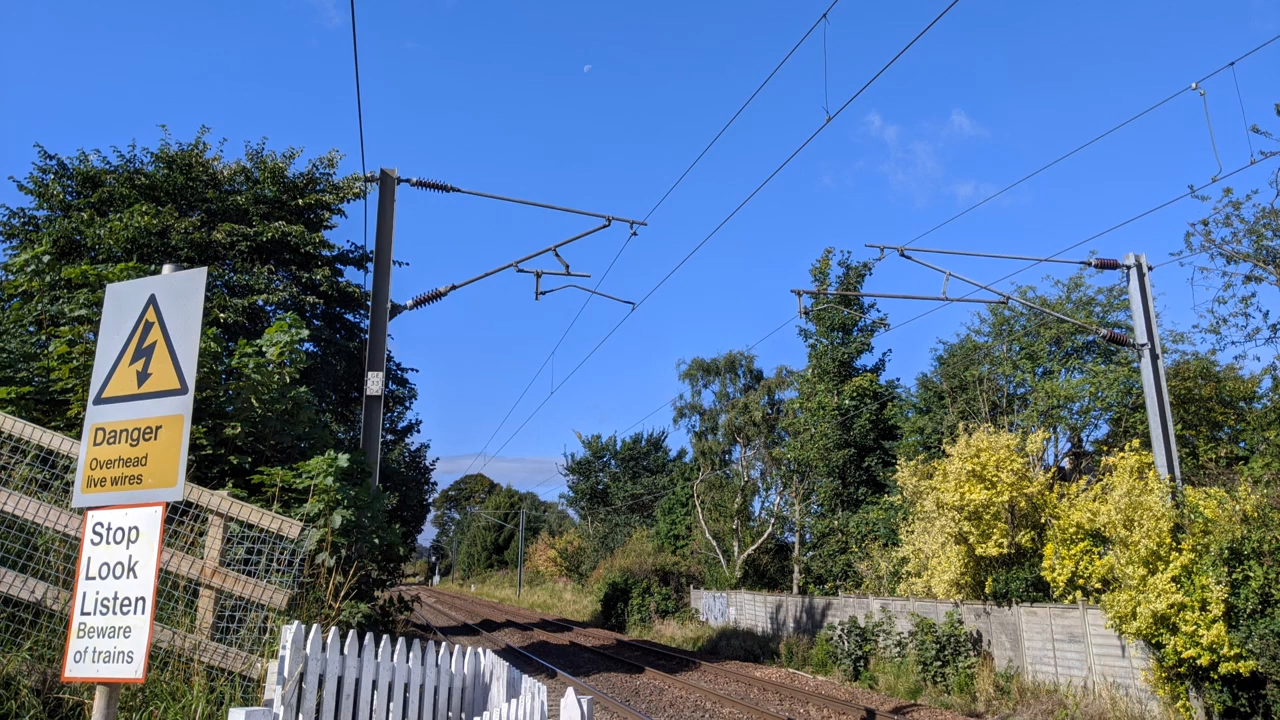 Danger
Overhead
live wires
Stop
Look
Listen
Beware
of trains